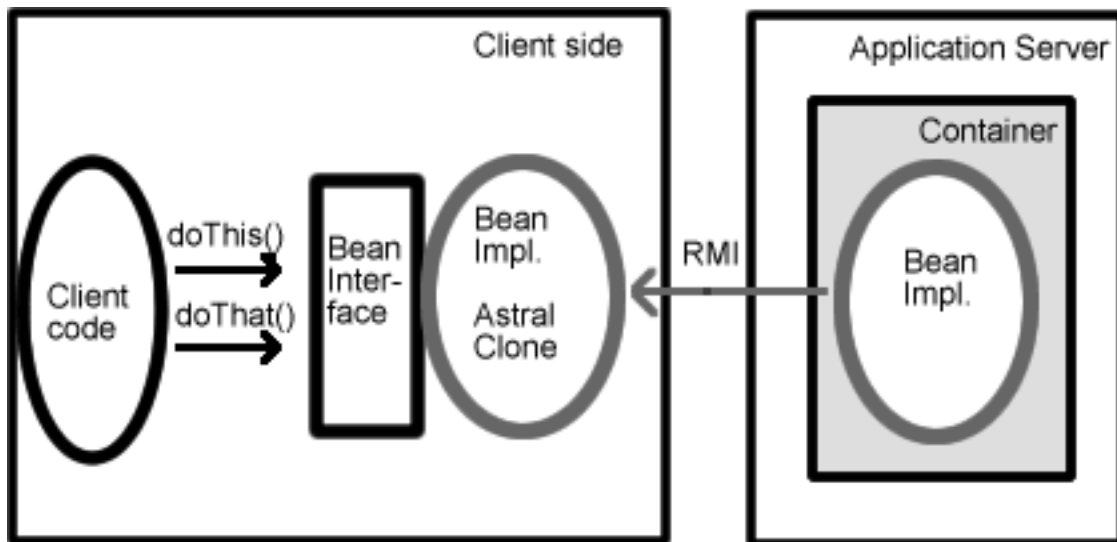 Client side
Client
code
doThis()
doThat()
Bean
Inter-
face
Bean
Impl.
Astral
Clone
RMI
Application Server
Container
Bean
Impl.